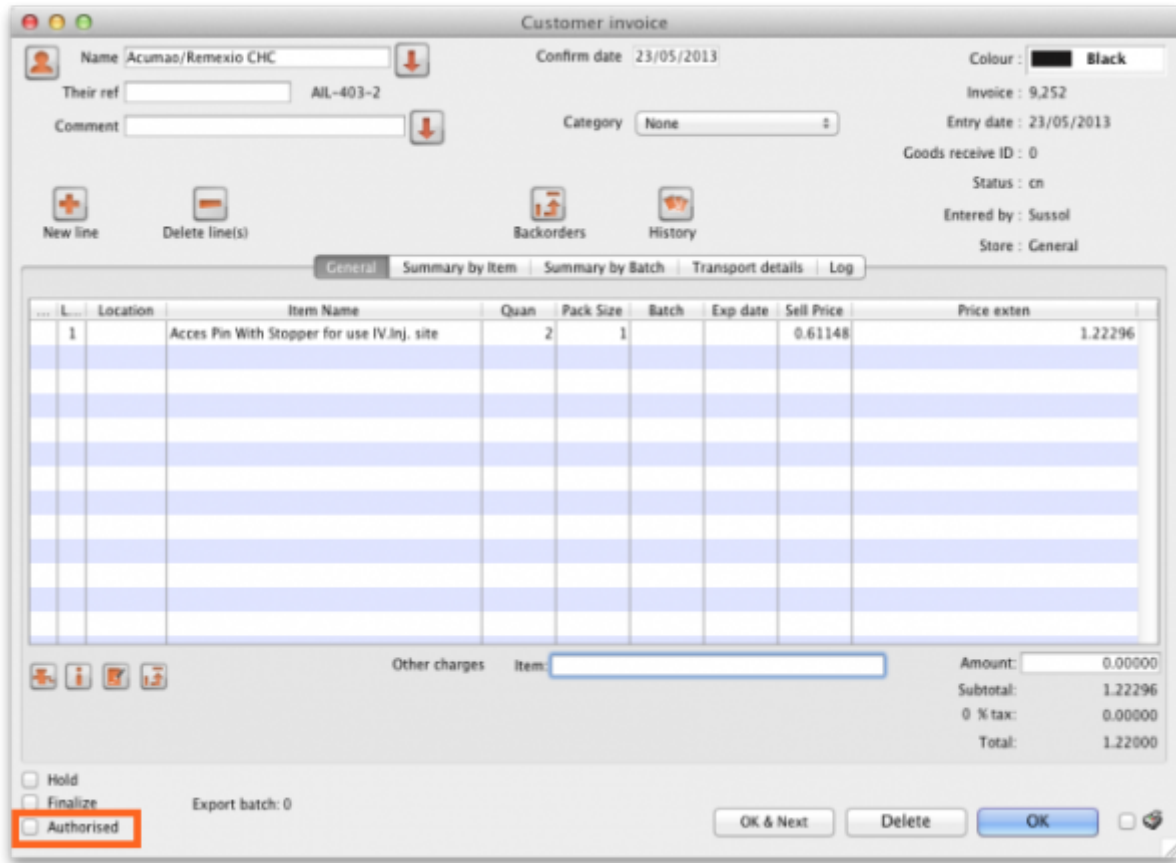 Customer invoice
Name Acumao/Remexio CHC
Confirm date 23/05/2013
Colour : Black
Their ref AIL-403-2
Invoice : 9,252
Comment
Category None
Entry date : 23/05/2013
Goods receive ID : 0
Status : cn
New line Delete line(s) Backorders History
Entered by : Sussol
Store : General
General Summary by Item Summary by Batch Transport details Log
... L... Location Item Name Quan Pack Size Batch Exp date Sell Price Price exten
1 Acces Pin With Stopper for use IV.Inj. site 2 1 0.61148 1.22296
Other charges Item: Amount: 0.00000
Subtotal: 1.22296
0 % tax: 0.00000
Total: 1.22000
Hold
Finalize Export batch: 0
Authorised
OK & Next Delete OK